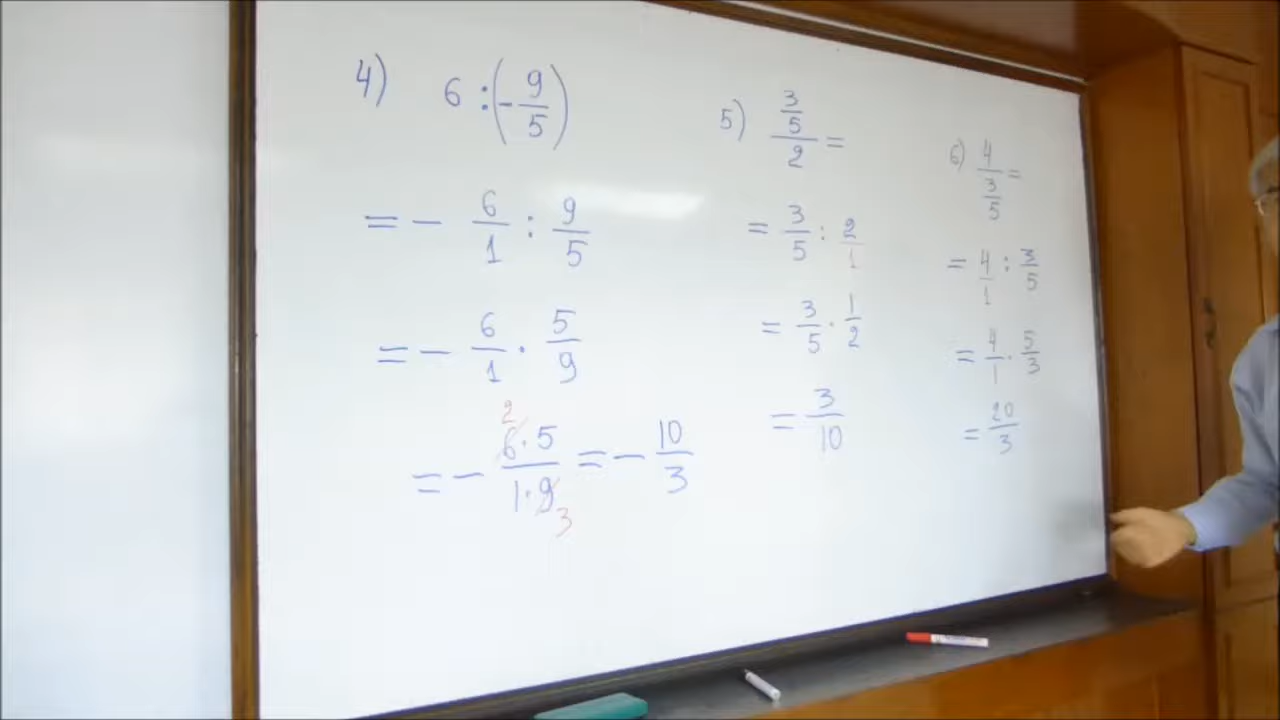 4) 6 : (- 9/5)
= - 6/1 : 9/5
= - 6/1 · 5/9
= - 6·5/1·9 = - 10/3
2
3
5) 3/5/2 =
= 3/5 : 2/1
= 3/5 · 1/2
= 3/10
6) 4/3/5 =
= 4/1 : 3/5
= 4/1 · 5/3
= 20/3